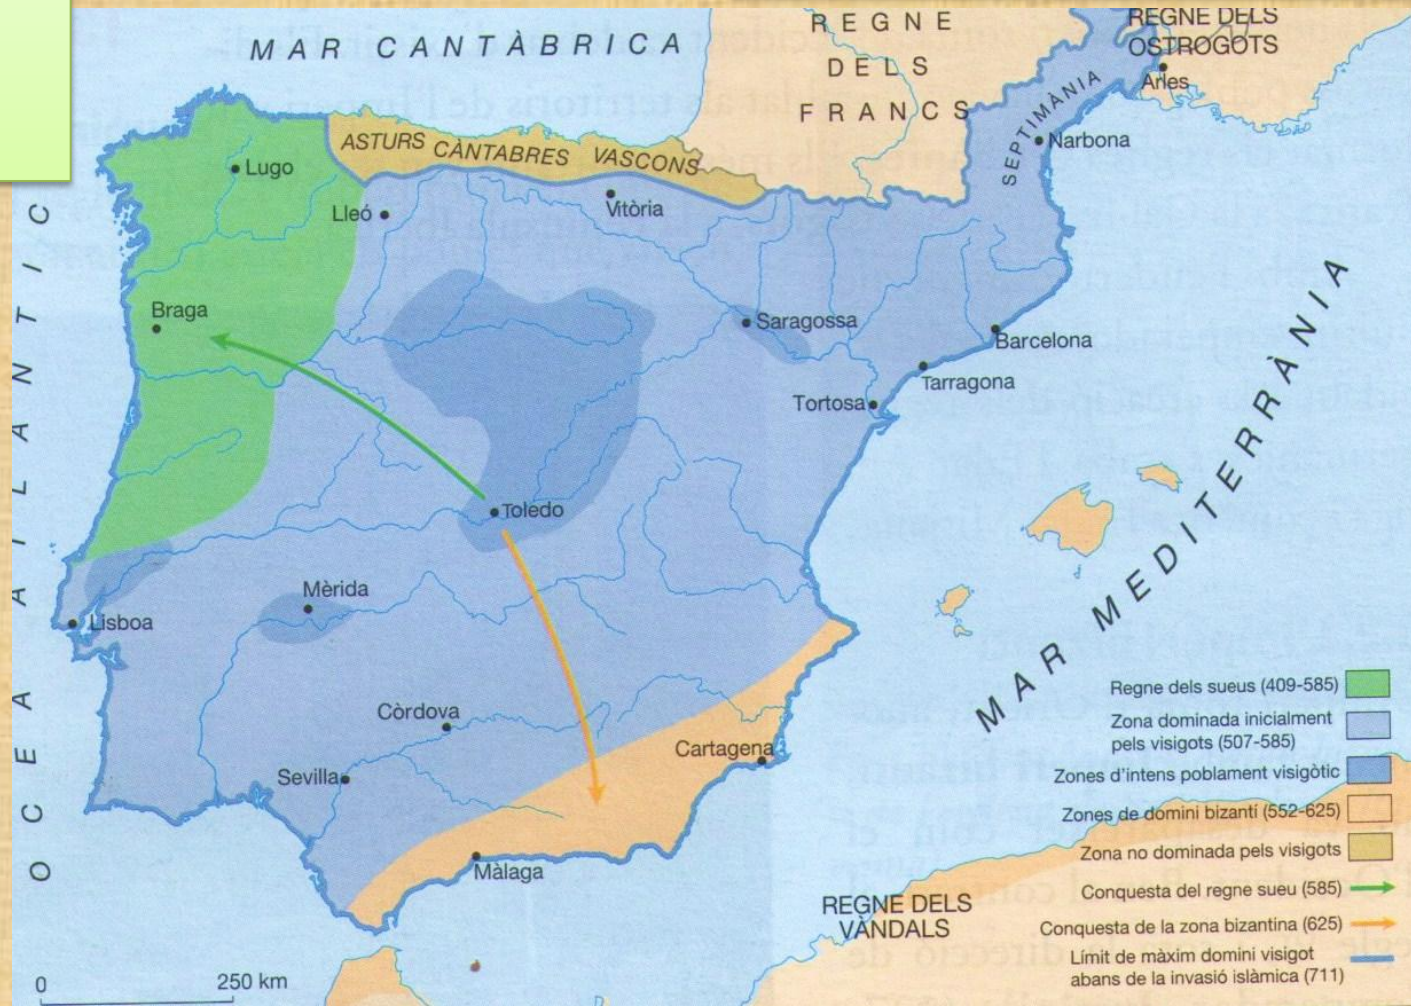 MAR CANTÀBRICA
REGNE
DELS
FRANCS
REGNE DELS
OSTROGOTS
Arles
SEPTIMÀNIA
Narbona
ASTURS
CÀNTABRES
VASCONS
Lugo
Lleó
Vitòria
Braga
Saragossa
Barcelona
Tarragona
Tortosa
Toledo
OCEÀ ATLÀNTIC
MAR MEDITERRÀNIA
Mèrida
Lisboa
Còrdova
Sevilla
Cartagena
Màlaga
REGNE DELS
VÀNDALS
Regne dels sueus (409-585)
Zona dominada inicialment
pels visigots (507-585)
Zones d'intens poblament visigòtic
Zones de domini bizantí (552-625)
Zona no dominada pels visigots
Conquesta del regne sueu (585)
Conquesta de la zona bizantina (625)
Límit de màxim domini visigot
abans de la invasió islàmica (711)
0 250 km